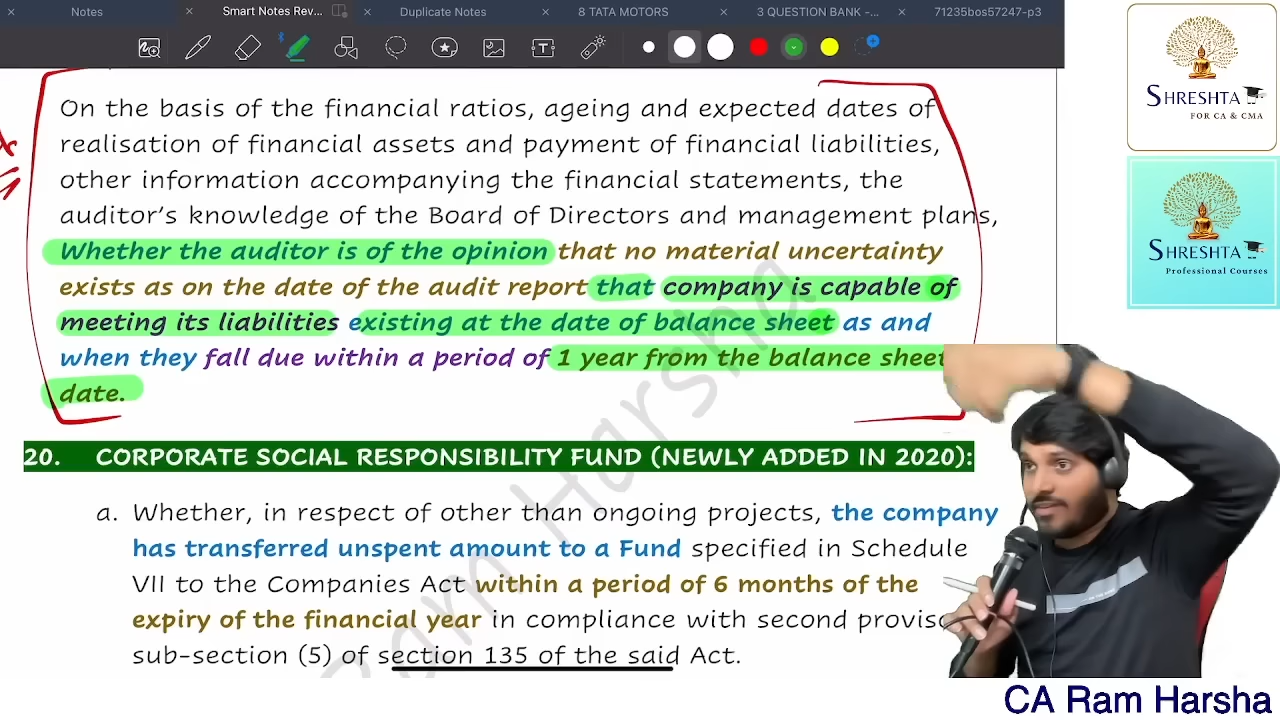 Notes
Smart Notes Rev...
Duplicate Notes
8 TATA MOTORS
3 QUESTION BANK -...
71235bos57247-p3
SHRESHTA
FOR CA & CMA
SHRESHTA
Professional Courses
On the basis of the financial ratios, ageing and expected dates of
realisation of financial assets and payment of financial liabilities,
other information accompanying the financial statements, the
auditor's knowledge of the Board of Directors and management plans,
Whether the auditor is of the opinion that no material uncertainty
exists as on the date of the audit report that company is capable of
meeting its liabilities existing at the date of balance sheet as and
when they fall due within a period of 1 year from the balance sheet
date.
20. CORPORATE SOCIAL RESPONSIBILITY FUND (NEWLY ADDED IN 2020):
a. Whether, in respect of other than ongoing projects, the company
has transferred unspent amount to a Fund specified in Schedule
VII to the Companies Act within a period of 6 months of the
expiry of the financial year in compliance with second proviso
sub-section (5) of section 135 of the said Act.
Ram Harsha
CA Ram Harsha